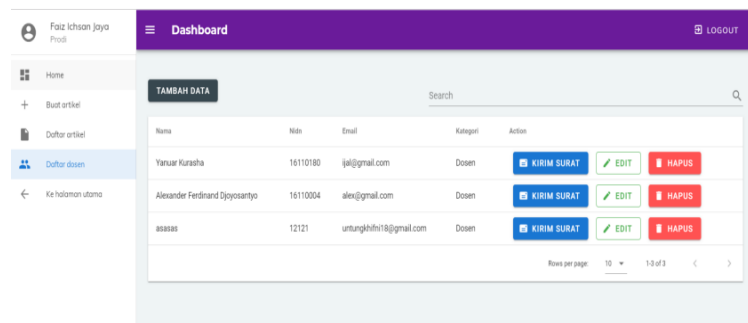 Faiz Ichsan Jaya
Prodi
Dashboard
LOGOUT
Home
Buat artikel
Daftar artikel
Daftar dosen
Ke halaman utama
TAMBAH DATA
Search
Nama Nidn Email Kategori Action
Yanuar Kurasha 16110180 ijal@gmail.com Dosen KIRIM SURAT EDIT HAPUS
Alexander Ferdinand Djoyosantyo 16110004 alex@gmail.com Dosen KIRIM SURAT EDIT HAPUS
asasas 12121 untungkhifni18@gmail.com Dosen KIRIM SURAT EDIT HAPUS
Rows per page: 10 1-3 of 3